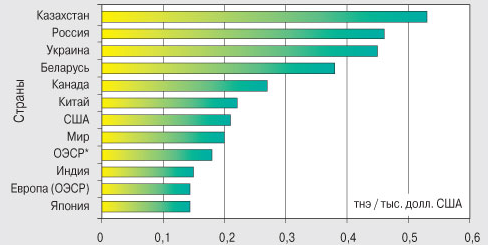 Страны
Казахстан
Россия
Украина
Беларусь
Канада
Китай
США
Мир
ОЭСР*
Индия
Европа (ОЭСР)
Япония
тнэ / тыс. долл. США
0 0,1 0,2 0,3 0,4 0,5 0,6